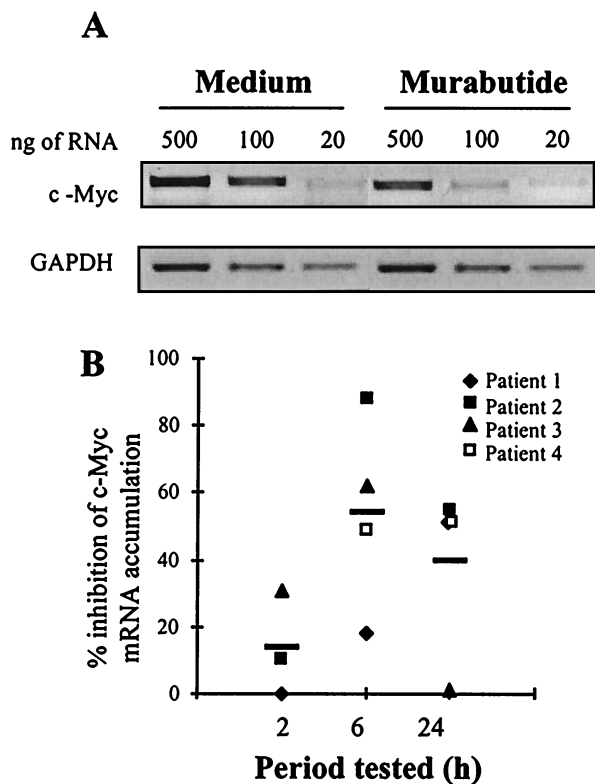 A
Medium Murabutide
ng of RNA 500 100 20 500 100 20
c -Myc
GAPDH
B
% inhibition of c-Myc
mRNA accumulation
100
80
60
40
20
0
Patient 1
Patient 2
Patient 3
Patient 4
2 6 24
Period tested (h)